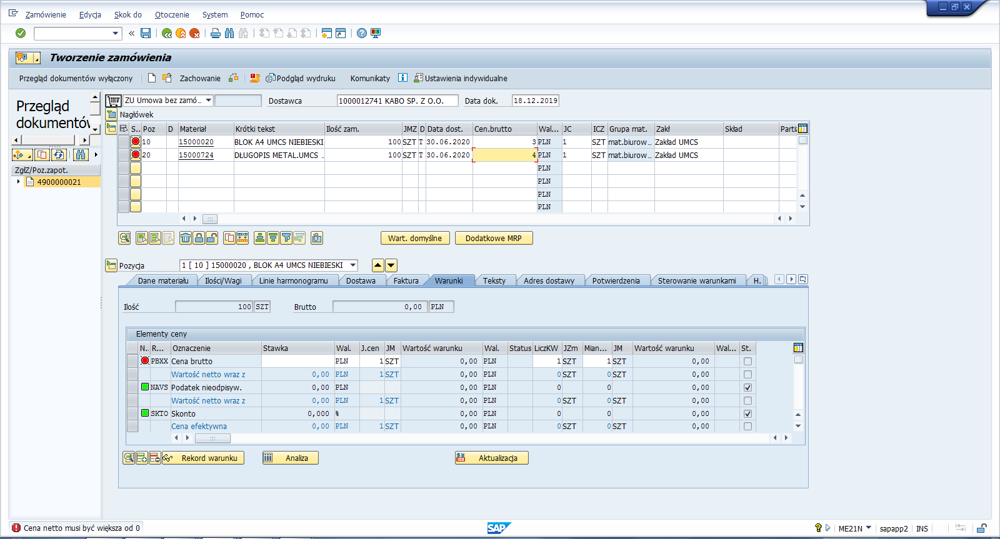 Zamówienie Edycja Skok do Otoczenie System Pomoc
Tworzenie zamówienia
Przegląd dokumentów wyłączony Zachowanie Podgląd wydruku Komunikaty Ustawienia indywidualne
Przegląd
dokumentów
ZgłZ/Poz.zapot.
4900000021
ZU Umowa bez zamó... Dostawca 1000012741 KABO SP. Z O.O. Data dok. 18.12.2019
Nagłówek
S.. Poz D Materiał Krótki tekst Ilość zam. JMZ D Data dost. Cen.brutto Wal... JC ICZ Grupa mat. Zakł Skład Parti
10 15000020 BLOK A4 UMCS NIEBIESKI 100 SZT T 30.06.2020 3 PLN 1 SZT mat.biurow... Zakład UMCS
20 15000724 DŁUGOPIS METAL.UMCS ... 100 SZT T 30.06.2020 4 PLN 1 SZT mat.biurow... Zakład UMCS
PLN
PLN
PLN
PLN
Wart. domyślne Dodatkowe MRP
Pozycja 1 [ 10 ] 15000020 , BLOK A4 UMCS NIEBIESKI
Dane materiału Ilości/Wagi Linie harmonogramu Dostawa Faktura Warunki Teksty Adres dostawy Potwierdzenia Sterowanie warunkami H.
Ilość 100 SZT Brutto 0,00 PLN
Elementy ceny
N.. R... Oznaczenie Stawka Wal. J.cen JM Wartość warunku Wal. Status LiczKW JZm Mian... JM Wartość warunku Wal... St.
PBXX Cena brutto PLN 1 SZT 0,00 PLN 1 SZT 1 SZT 0,00
Wartość netto wraz z 0,00 PLN 1 SZT 0,00 PLN 0 SZT 0 SZT 0,00
NAVS Podatek nieodpisyw. 0,00 PLN 0,00 PLN 0 0 0,00
Wartość netto wraz z 0,00 PLN 1 SZT 0,00 PLN 0 SZT 0 SZT 0,00
SKTO Skonto 0,000 % 0,00 PLN 0 0 0,00
Cena efektywna 0,00 PLN 1 SZT 0,00 PLN 0 SZT 0 SZT 0,00
Rekord warunku Analiza Aktualizacja
Cena netto musi być większa od 0 SAP ME21N sapapp2 INS